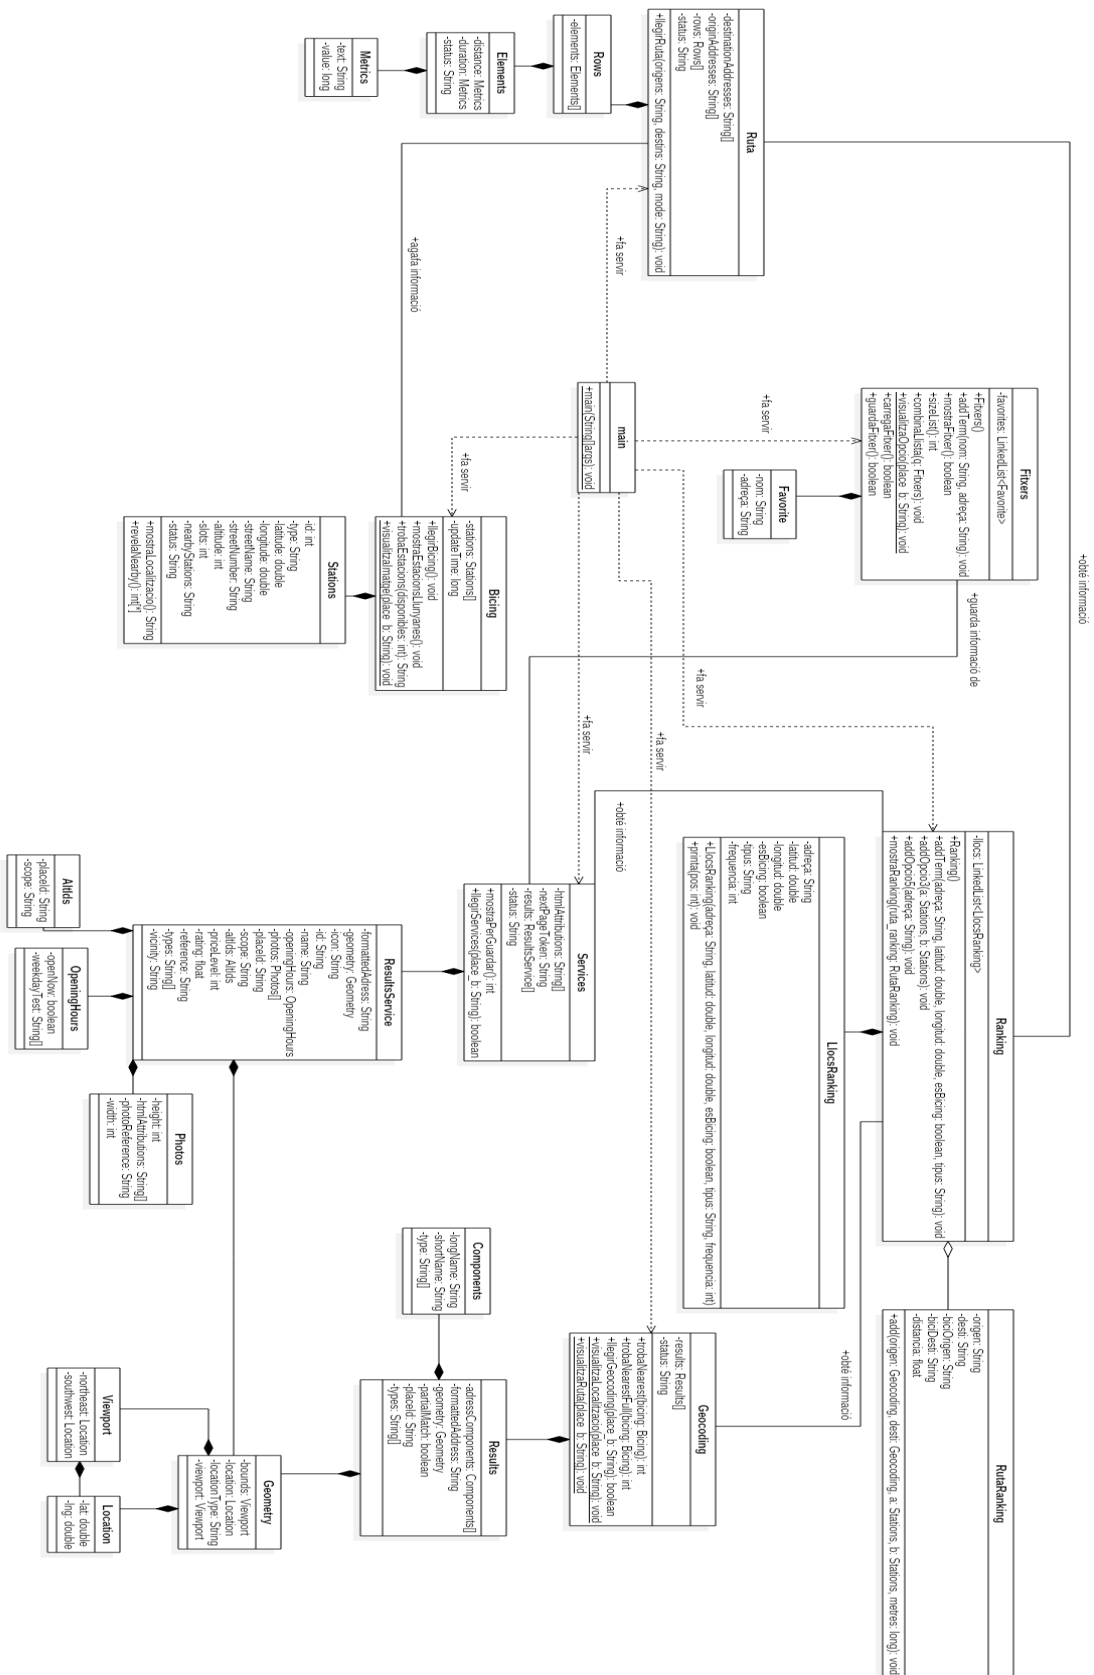 Ruta
-destinationAddresses: String[]
-originAddresses: String[]
-rows: Rows[]
-status: String
+llegirRuta(origens: String, destins: String, mode: String): void
Rows
-elements: Elements[]
Elements
-distance: Metrics
-duration: Metrics
-status: String
Metrics
-text: String
-value: long
+agafa informació
+fa servir
main
+main(String[]args): void
+fa servir
+fa servir
Fitxers
-favorites: LinkedList<Favorite>
+Fitxers()
+addTerm(nom: String, adreça: String): void
+mostraFitxer(): boolean
+sizeList(): int
+combinaLlista(q: Fitxers): void
+visualitzaOpcio(place_b: String): void
+carregaFitxer(): boolean
+guardaFitxer(): boolean
Favorite
-nom: String
-adreça: String
+obté informació
+guarda informació de
Bicing
-stations: Stations[]
-updateTime: long
+llegirBicing(): void
+mostraEstacionsLlunyanes(): void
+trobaEstacions(disponibles: int): String
+visualitzaImatge(place_b: String): void
Stations
-id: int
-type: String
-latitude: double
-longitude: double
-streetName: String
-streetNumber: String
-altitude: int
-slots: int
-nearbyStations: String
-status: String
+mostraLocalitzacio(): String
+revelaNearby(): int[*]
+fa servir
+fa servir
+fa servir
+obté informació
Ranking
-llocs: LinkedList<LlocsRanking>
+Ranking()
+addTerm(adreça: String, latitud: double, longitud: double, esBicing: boolean, tipus: String): void
+addOpcio3(a: Stations, b: Stations): void
+addOpcio5(adreça: String): void
+mostraRanking(ruta_ranking: RutaRanking): void
LlocsRanking
-adreça: String
-latitud: double
-longitud: double
-esBicing: boolean
-tipus: String
-frequencia: int
+LlocsRanking(adreça: String, latitud: double, longitud: double, esBicing: boolean, tipus: String, frequencia: int)
+printa(pos: int): void
Services
-htmlAttributions: String[]
-nextPageToken: String
-results: ResultsService[]
-status: String
+mostraPerGuardar(): int
+llegirServices(place_b: String): boolean
ResultsService
-formattedAdress: String
-geometry: Geometry
-icon: String
-id: String
-name: String
-openingHours: OpeningHours
-photos: Photos[]
-placeId: String
-scope: String
-altIds: AltIds
-priceLevel: int
-rating: float
-reference: String
-types: String[]
-vicinity: String
AltIds
-placeId: String
-scope: String
OpeningHours
-openNow: boolean
-weekdayTest: String[]
Photos
-height: int
-htmlAttributions: String[]
-photoReference: String
-width: int
RutaRanking
-origen: String
-desti: String
-biciOrigen: String
-biciDesti: String
-distancia: float
+add(origen: Geocoding, desti: Geocoding, a: Stations, b: Stations, metres: long): void
+obté informació
Geocoding
-results: Results[]
-status: String
+trobaNearest(bicing: Bicing): int
+trobaNearestFull(bicing: Bicing): int
+llegirGeocoding(place_b: String): boolean
+visualitzaLocalitzacio(place_b: String): void
+visualitzaRuta(place_b: String): void
Components
-longName: String
-shortName: String
-type: String[]
Results
-adressComponents: Components[]
-formattedAddress: String
-geometry: Geometry
-partialMatch: boolean
-placeId: String
-types: String[]
Geometry
-bounds: Viewport
-location: Location
-locationType: String
-viewport: Viewport
Viewport
-northeast: Location
-southwest: Location
Location
-lat: double
-lng: double